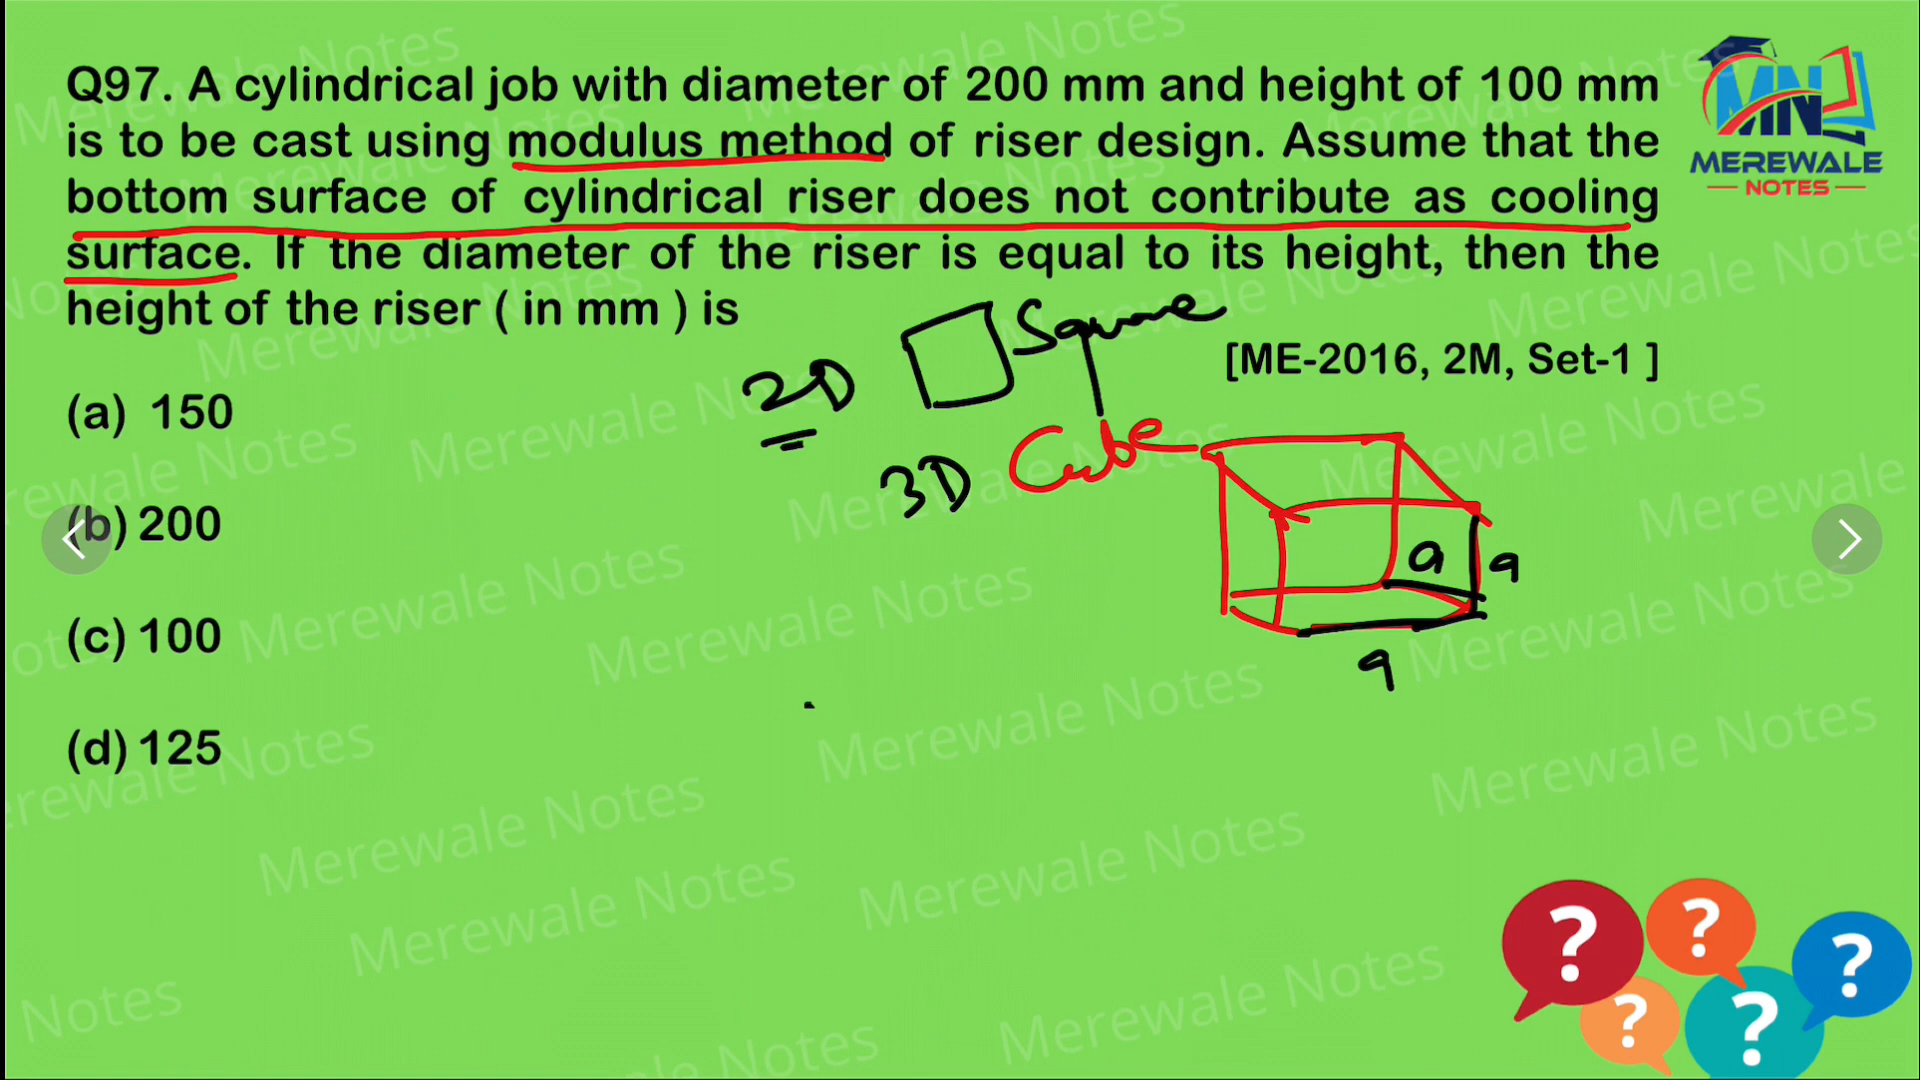 Q97. A cylindrical job with diameter of 200 mm and height of 100 mm
is to be cast using modulus method of riser design. Assume that the
bottom surface of cylindrical riser does not contribute as cooling
surface. If the diameter of the riser is equal to its height, then the
height of the riser ( in mm ) is
[ME-2016, 2M, Set-1 ]
(a) 150
(b) 200
(c) 100
(d) 125
2D
Square
3D Cube
a
a
a
MN
MEREWALE
NOTES
Merewale Notes
? ? ?
? ?